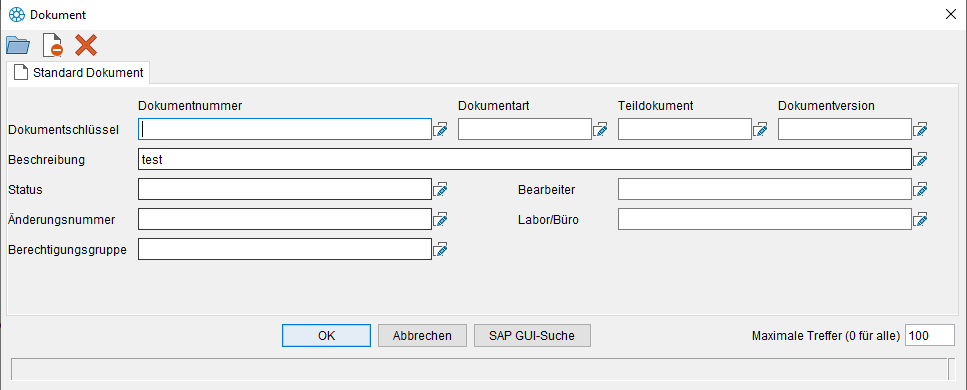 Dokument
Standard Dokument
Dokumentnummer Dokumentart Teildokument Dokumentversion
Dokumentschlüssel
Beschreibung test
Status Bearbeiter
Änderungsnummer Labor/Büro
Berechtigungsgruppe
OK Abbrechen SAP GUI-Suche Maximale Treffer (0 für alle) 100